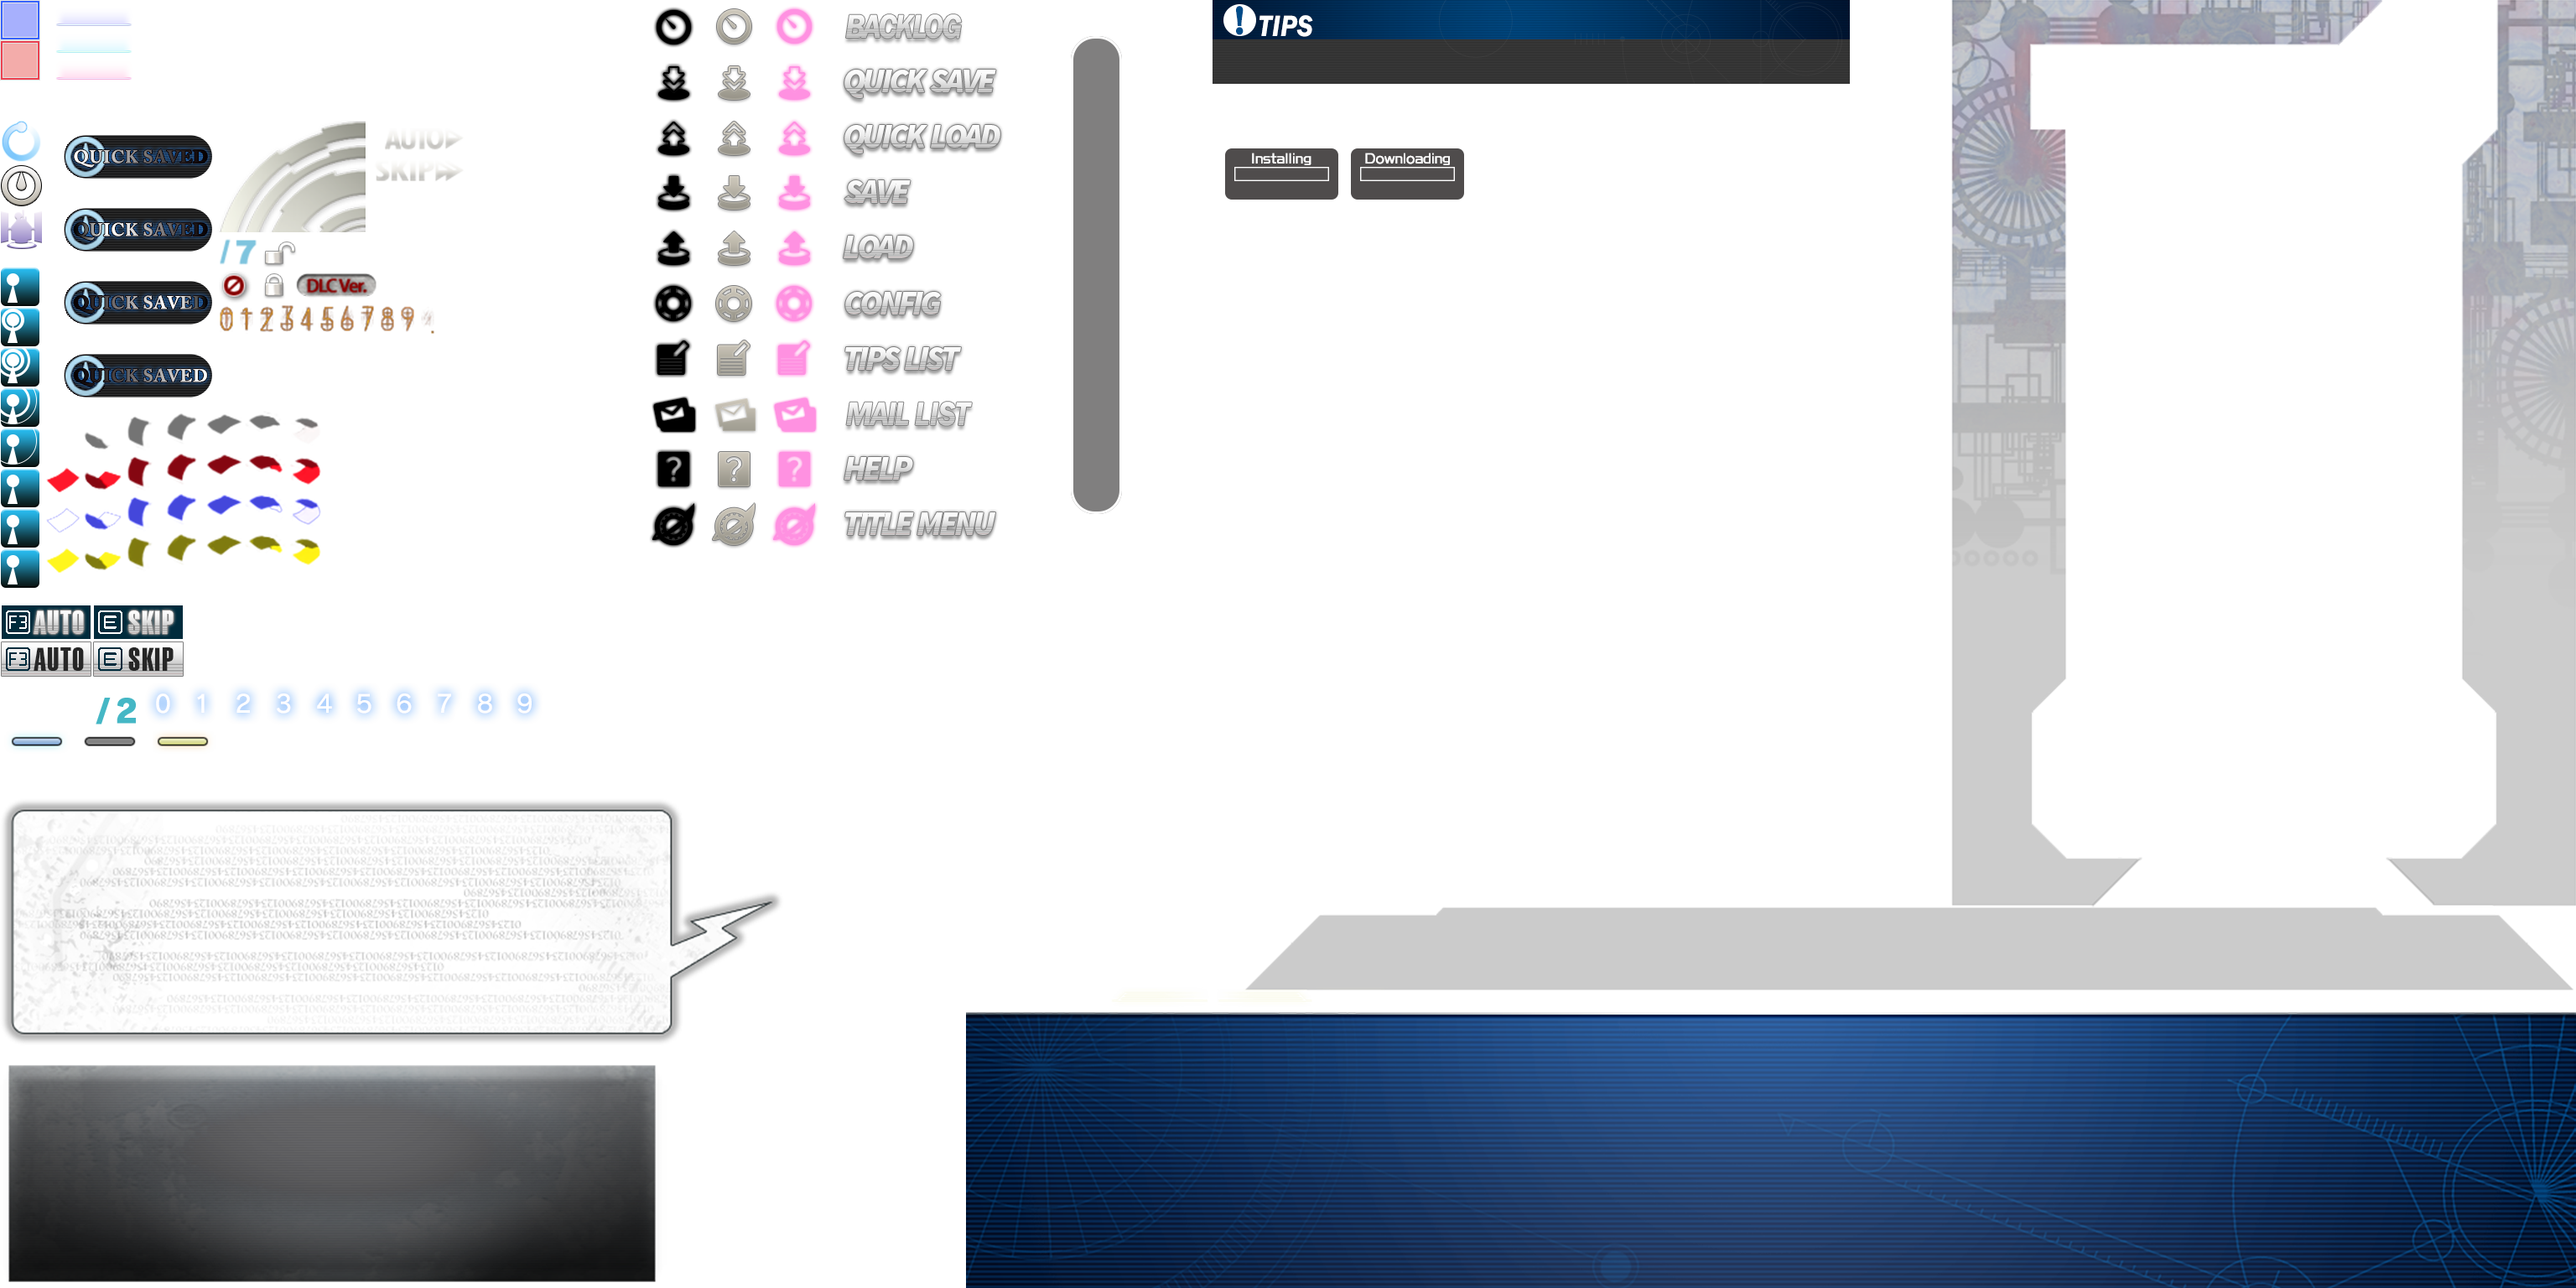 BACKLOG
QUICK SAVE
QUICK LOAD
SAVE
LOAD
CONFIG
TIPS LIST
MAIL LIST
? ? ? HELP
TITLE MENU
TIPS
Installing
Downloading
QUICK SAVED
QUICK SAVED
QUICK SAVED
QUICK SAVED
AUTO
SKIP
/7
DLC Ver.
0 1 2 3 4 5 6 7 8 9
F3 AUTO E SKIP
F3 AUTO E SKIP
/2 0 1 2 3 4 5 6 7 8 9